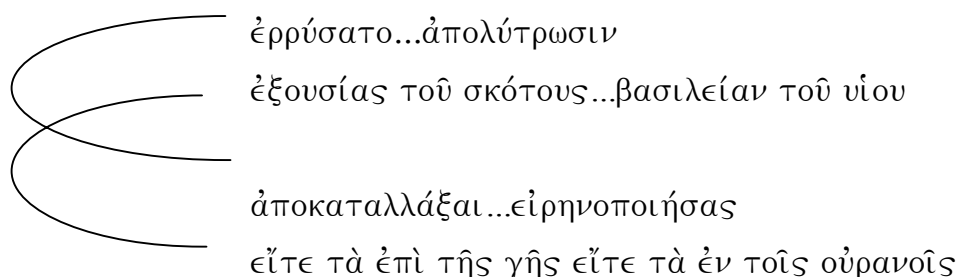 ἐρρύσατο...ἀπολύτρωσιν
ἐξουσίας τοῦ σκότους...βασιλείαν τοῦ υἱου
ἀποκαταλλάξαι...εἰρηνοποιήσας
εἴτε τὰ ἐπὶ τῆς γῆς εἴτε τὰ ἐν τοῖς οὐρανοῖς